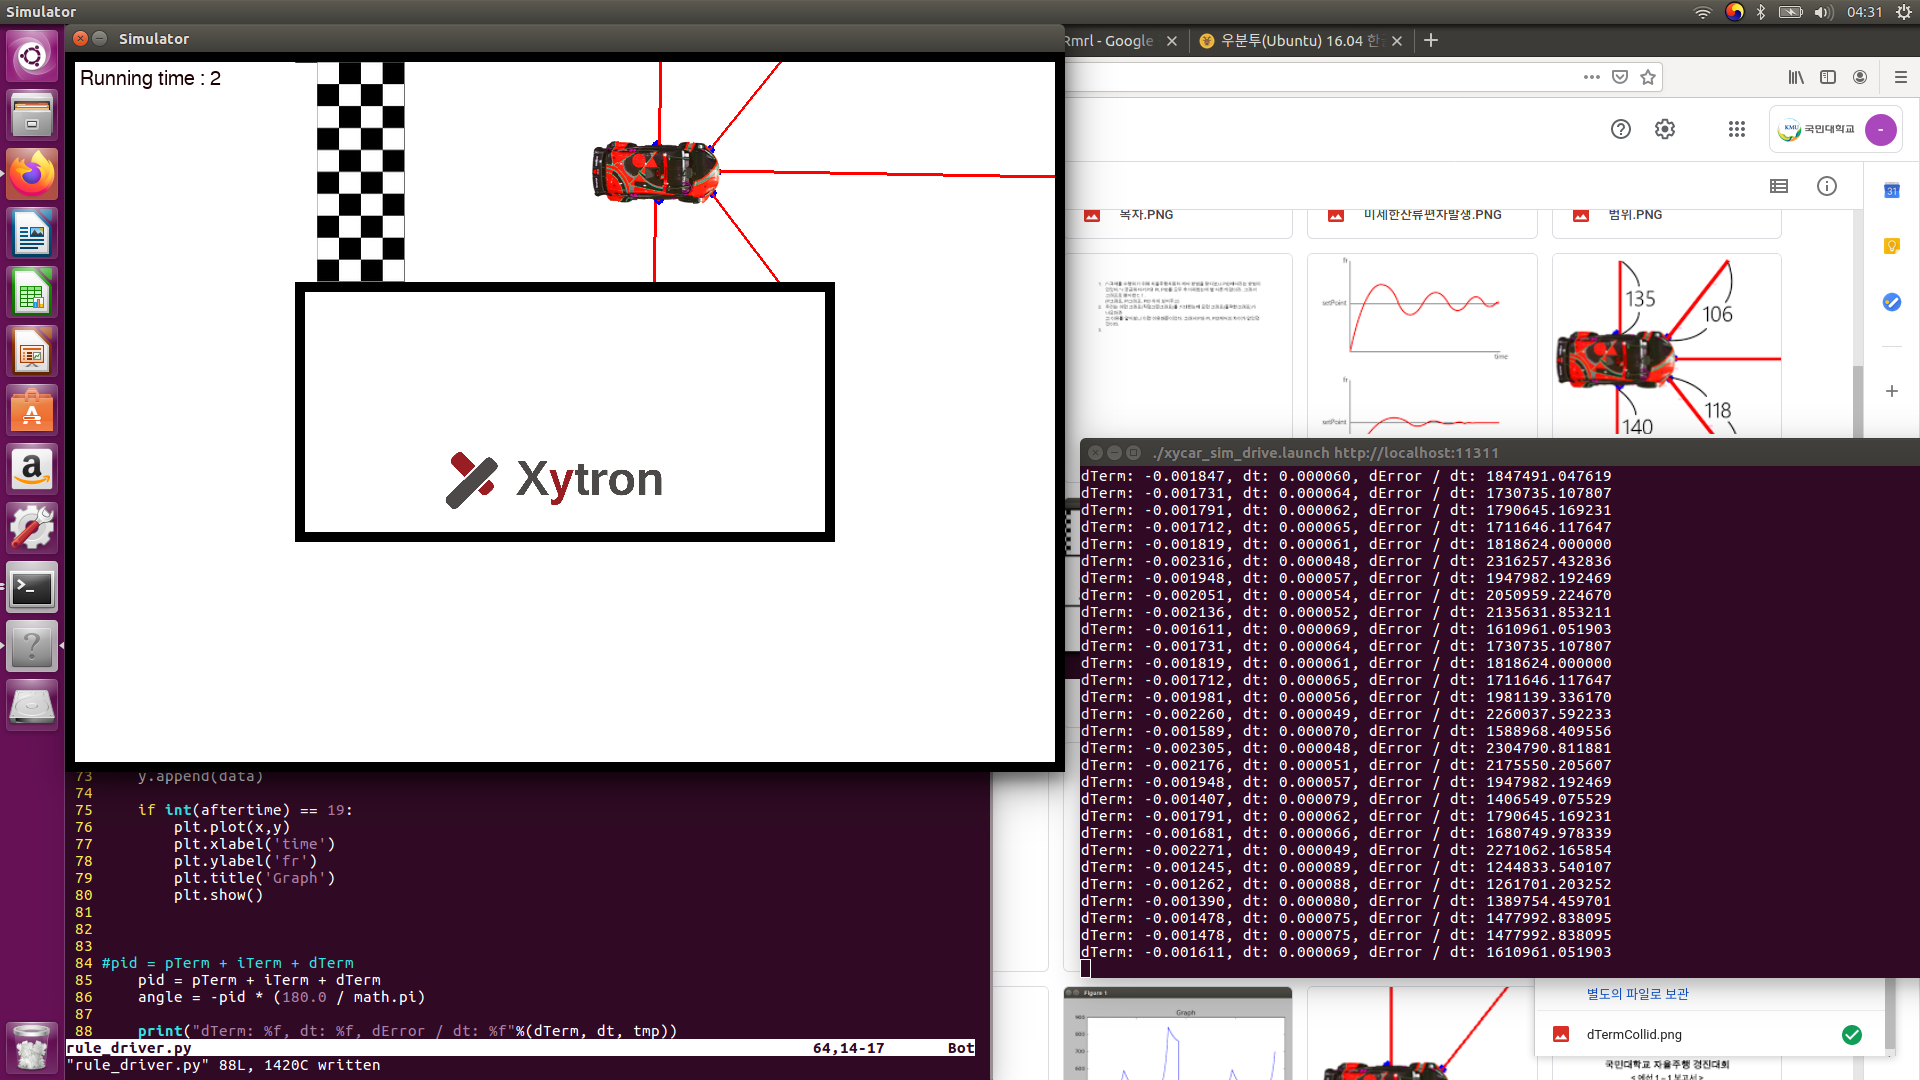 Simulator
04:31
Simulator
Rmrl - Google
우분투(Ubuntu) 16.04 한
Running time : 2
Xytron
KMU 국민대학교
-
31
목차.PNG
미세한잔류편차발생.PNG
범위.PNG
fr
setPoint
time
fr
setPoint
135
106
118
140
./xycar_sim_drive.launch http://localhost:11311
dTerm: -0.001847, dt: 0.000060, dError / dt: 1847491.047619
dTerm: -0.001731, dt: 0.000064, dError / dt: 1730735.107807
dTerm: -0.001791, dt: 0.000062, dError / dt: 1790645.169231
dTerm: -0.001712, dt: 0.000065, dError / dt: 1711646.117647
dTerm: -0.001819, dt: 0.000061, dError / dt: 1818624.000000
dTerm: -0.002316, dt: 0.000048, dError / dt: 2316257.432836
dTerm: -0.001948, dt: 0.000057, dError / dt: 1947982.192469
dTerm: -0.002051, dt: 0.000054, dError / dt: 2050959.224670
dTerm: -0.002136, dt: 0.000052, dError / dt: 2135631.853211
dTerm: -0.001611, dt: 0.000069, dError / dt: 1610961.051903
dTerm: -0.001731, dt: 0.000064, dError / dt: 1730735.107807
dTerm: -0.001819, dt: 0.000061, dError / dt: 1818624.000000
dTerm: -0.001712, dt: 0.000065, dError / dt: 1711646.117647
dTerm: -0.001981, dt: 0.000056, dError / dt: 1981139.336170
dTerm: -0.002260, dt: 0.000049, dError / dt: 2260037.592233
dTerm: -0.001589, dt: 0.000070, dError / dt: 1588968.409556
dTerm: -0.002305, dt: 0.000048, dError / dt: 2304790.811881
dTerm: -0.002176, dt: 0.000051, dError / dt: 2175550.205607
dTerm: -0.001948, dt: 0.000057, dError / dt: 1947982.192469
dTerm: -0.001407, dt: 0.000079, dError / dt: 1406549.075529
dTerm: -0.001791, dt: 0.000062, dError / dt: 1790645.169231
dTerm: -0.001681, dt: 0.000066, dError / dt: 1680749.978339
dTerm: -0.002271, dt: 0.000049, dError / dt: 2271062.165854
dTerm: -0.001245, dt: 0.000089, dError / dt: 1244833.540107
dTerm: -0.001262, dt: 0.000088, dError / dt: 1261701.203252
dTerm: -0.001390, dt: 0.000080, dError / dt: 1389754.459701
dTerm: -0.001478, dt: 0.000075, dError / dt: 1477992.838095
dTerm: -0.001478, dt: 0.000075, dError / dt: 1477992.838095
dTerm: -0.001611, dt: 0.000069, dError / dt: 1610961.051903
73 y.append(data)
74
75 if int(aftertime) == 19:
76 plt.plot(x,y)
77 plt.xlabel('time')
78 plt.ylabel('fr')
79 plt.title('Graph')
80 plt.show()
81
82
83
84 #pid = pTerm + iTerm + dTerm
85 pid = pTerm + iTerm + dTerm
86 angle = -pid * (180.0 / math.pi)
87
88 print("dTerm: %f, dt: %f, dError / dt: %f"%(dTerm, dt, tmp))
rule_driver.py 64,14-17 Bot
"rule_driver.py" 88L, 1420C written
Figure 1
Graph
별도의 파일로 보관
dTermCollid.png
국민대학교 자율주행 경진대회
< 예선 1 - 1 보고서 >